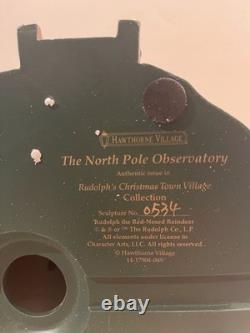 HAWTHORNE VILLAGE
The North Pole Observatory
Authentic issue in
Rudolph's Christmas Town Village
Collection
Sculpture No. 0534
Rudolph the Red-Nosed Reindeer
© & ® or ™ The Rudolph Co., L.P.
All elements under license to
Character Arts, LLC. All rights reserved.
© Hawthorne Village